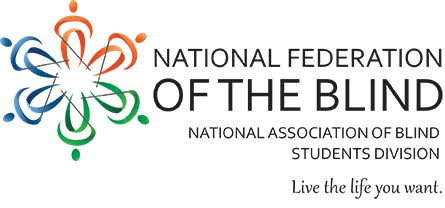 NATIONAL FEDERATION
OF THE BLIND
NATIONAL ASSOCIATION OF BLIND
STUDENTS DIVISION
Live the life you want.